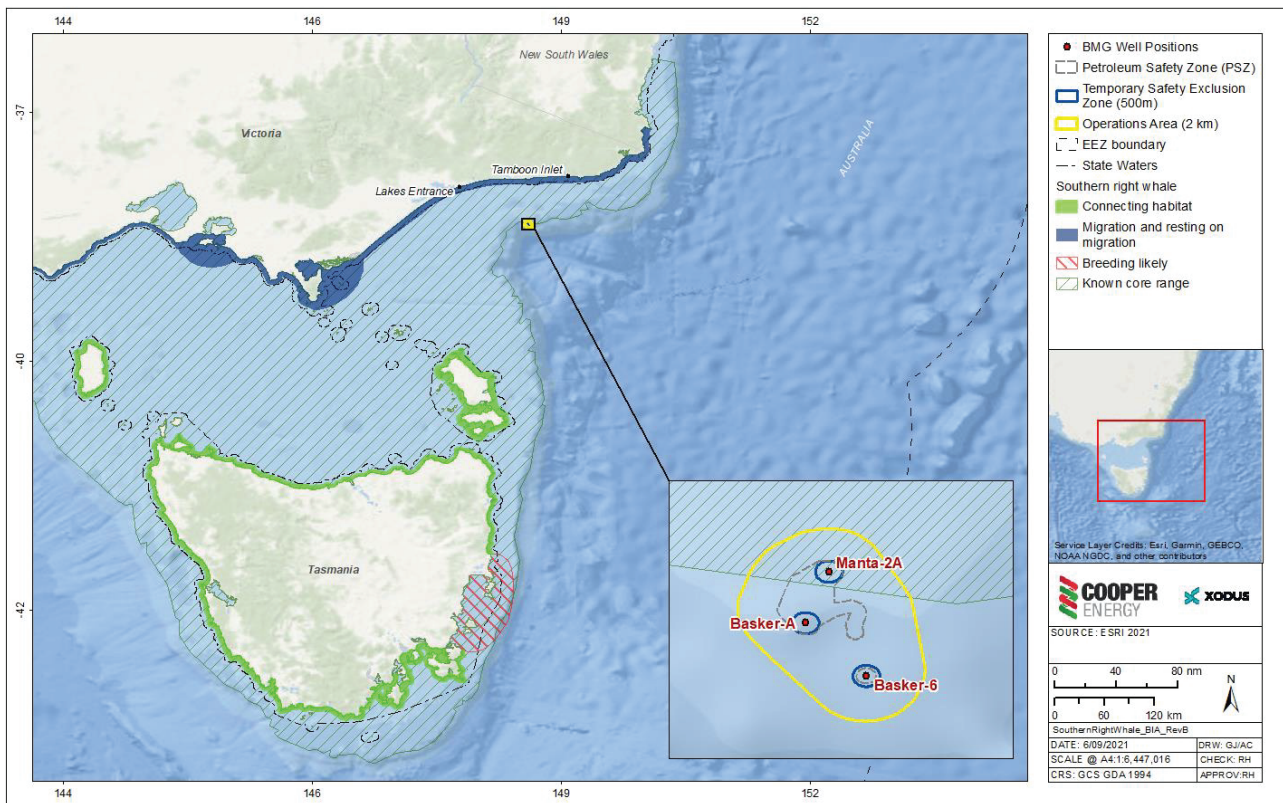 144
146
149
152
New South Wales
-37
Victoria
AUSTRALIA
Tamboon Inlet
Lakes Entrance
-40
Manta-2A
Tasmania
-42
Basker-A
Basker-6
144
146
149
152
BMG Well Positions
Petroleum Safety Zone (PSZ)
Temporary Safety Exclusion
Zone (500m)
Operations Area (2 km)
EEZ boundary
State Waters
Southern right whale
Connecting habitat
Migration and resting on
migration
Breeding likely
Known core range
Service Layer Credits: Esri, Garmin, GEBCO,
NOAA NGDC, and other contributors
COOPER
ENERGY
XODUS
SOURCE: ESRI 2021
0 20 40 80 nm
N
0 60 120 km
SouthernRightWhale_BIA_RevB
DATE: 6/09/2021 DRW: GJ/AC
SCALE @ A4:1:6,447,016 CHECK: RH
CRS: GCS GDA 1994 APPROV:RH